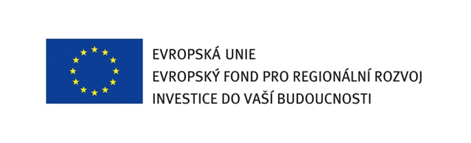 EVROPSKÁ UNIE
EVROPSKÝ FOND PRO REGIONÁLNÍ ROZVOJ
INVESTICE DO VAŠÍ BUDOUCNOSTI